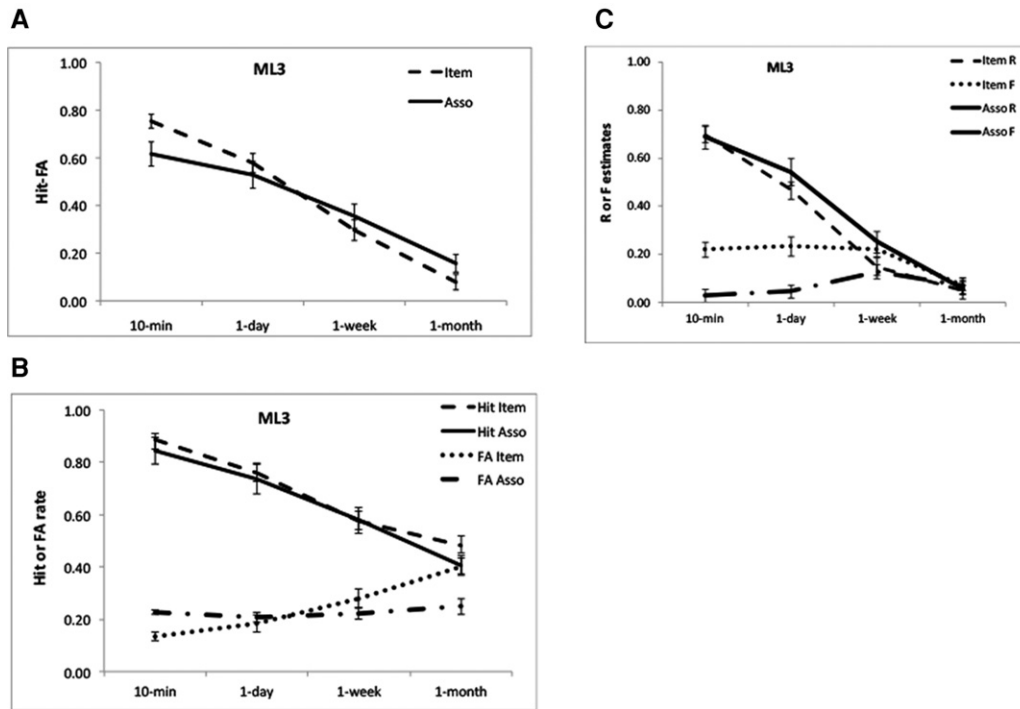 A
ML3
Item
Asso
Hit-FA
1.00
0.80
0.60
0.40
0.20
0.00
10-min 1-day 1-week 1-month
B
ML3
Hit Item
Hit Asso
FA Item
FA Asso
Hit or FA rate
1.00
0.80
0.60
0.40
0.20
0.00
10-min 1-day 1-week 1-month
C
ML3
Item R
Item F
Asso R
Asso F
R or F estimates
1.00
0.80
0.60
0.40
0.20
0.00
10-min 1-day 1-week 1-month